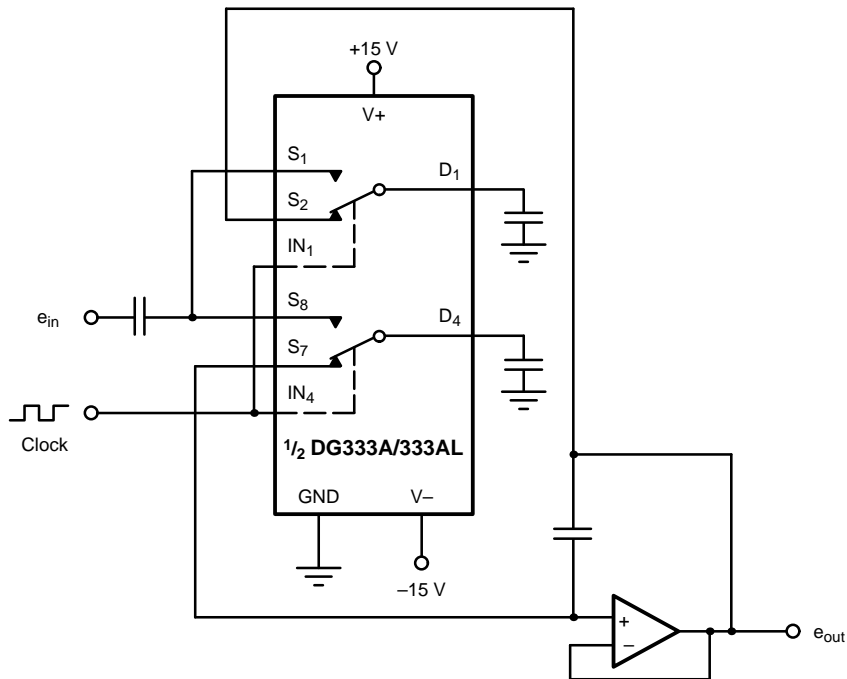 +15 V
V+
S1
D1
S2
IN1
ein
S8
D4
S7
IN4
Clock
1/2 DG333A/333AL
GND
V–
–15 V
+
–
eout